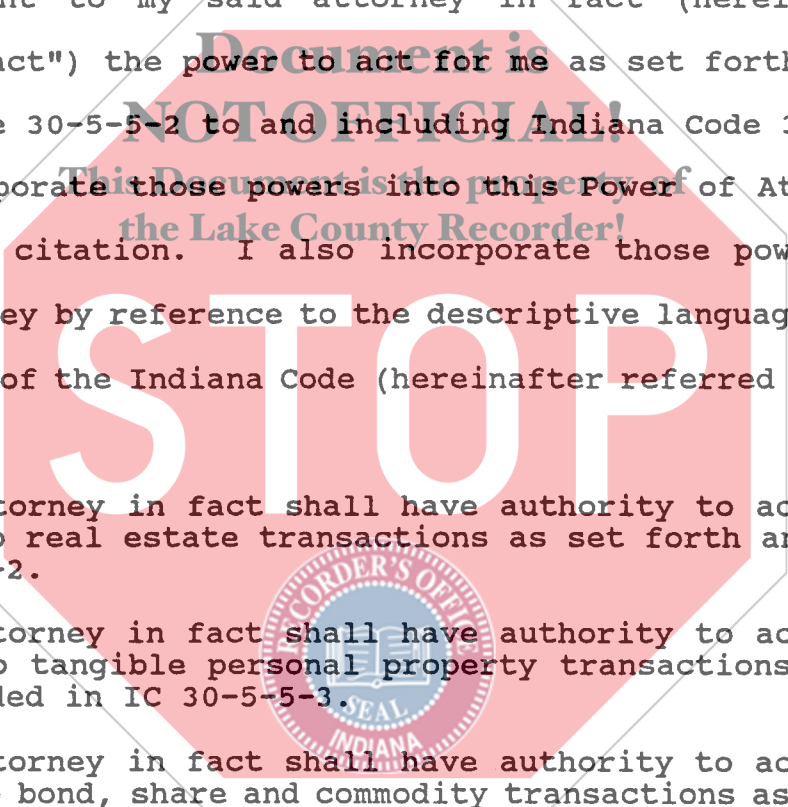 nt to my said attorney in fact (herei
act") the power to act for me as set forth
e 30-5-5-2 to and including Indiana Code 3
porate those powers into this Power of At
citation. I also incorporate those pow
ey by reference to the descriptive languag
of the Indiana Code (hereinafter referred
torney in fact shall have authority to ac
o real estate transactions as set forth an
-2.
torney in fact shall have authority to ac
o tangible personal property transactions
ded in IC 30-5-5-3.
torney in fact shall have authority to ac
bond, share and commodity transactions as
Document is
NOT OFFICIAL!
This Document is the property of
the Lake County Recorder!
STOP
RECORDER'S OFFICE
SEAL
INDIANA